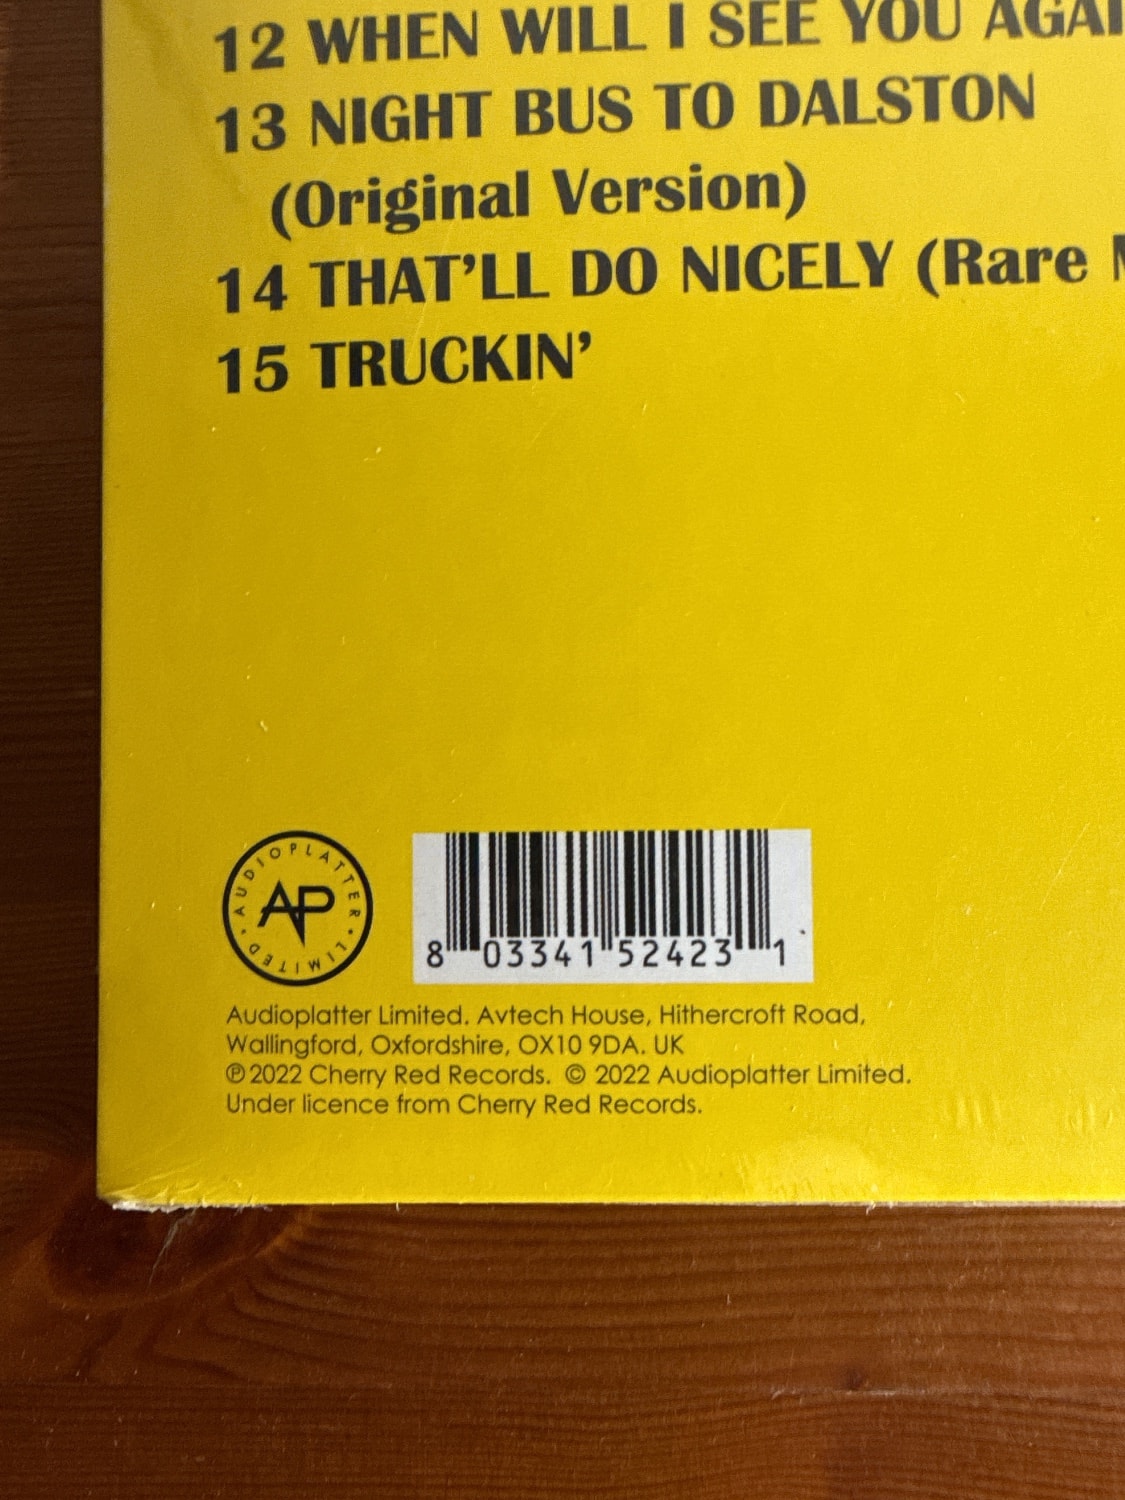 12 WHEN WILL I SEE YOU
13 NIGHT BUS TO DALSTON
(Original Version)
14 THAT'LL DO NICELY (Rare
15 TRUCKIN'
AUDIOPLATTER • LIMITED •
AP
8 03341 52423 1
Audioplatter Limited. Avtech House, Hithercroft Road,
Wallingford, Oxfordshire, OX10 9DA. UK
℗ 2022 Cherry Red Records. © 2022 Audioplatter Limited.
Under licence from Cherry Red Records.